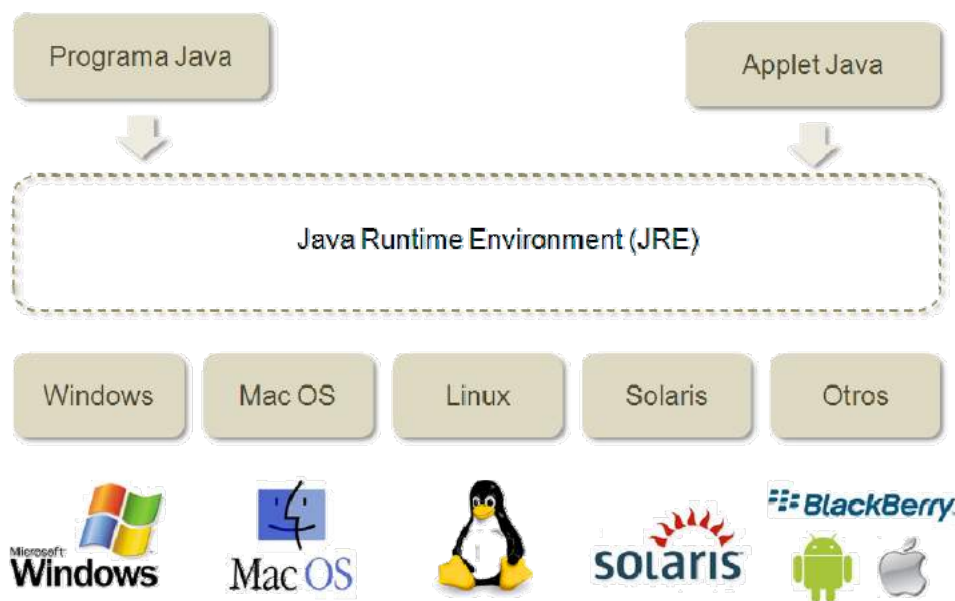 Programa Java
Applet Java
Java Runtime Environment (JRE)
Windows
Mac OS
Linux
Solaris
Otros
Microsoft
Windows
Mac OS
solaris
BlackBerry.